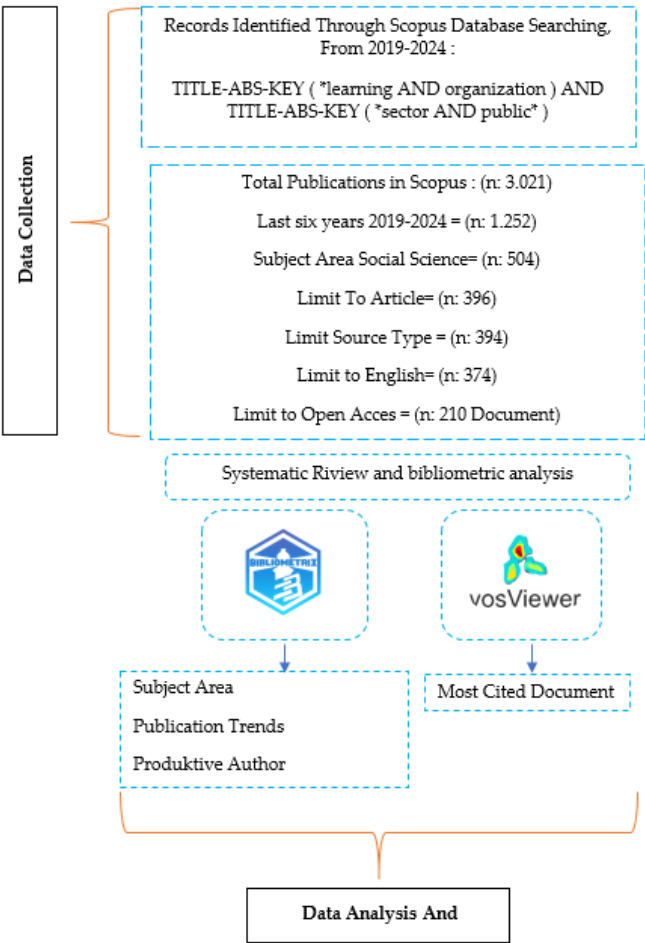 Data Collection
Records Identified Through Scopus Database Searching,
From 2019-2024 :
TITLE-ABS-KEY ( *learning AND organization ) AND
TITLE-ABS-KEY ( *sector AND public* )
Total Publications in Scopus : (n: 3.021)
Last six years 2019-2024 = (n: 1.252)
Subject Area Social Science= (n: 504)
Limit To Article= (n: 396)
Limit Source Type = (n: 394)
Limit to English= (n: 374)
Limit to Open Acces = (n: 210 Document)
Systematic Riview and bibliometric analysis
BIBLIOMETRIX
vosViewer
Subject Area
Publication Trends
Produktive Author
Most Cited Document
Data Analysis And